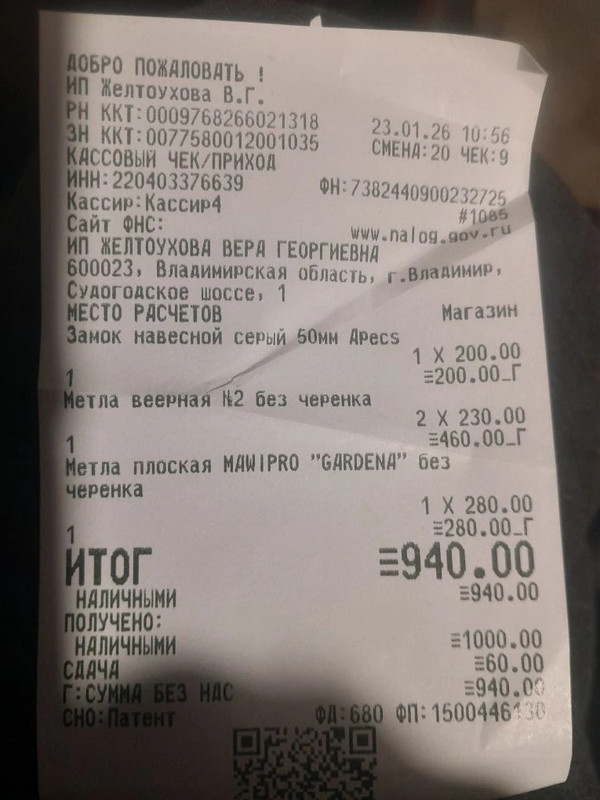 ДОБРО ПОЖАЛОВАТЬ !
ИП Желтоухова В.Г.
РН ККТ:0009768266021318 23.01.26 10:56
ЗН ККТ:0077580012001035 СМЕНА:20 ЧЕК:9
КАССОВЫЙ ЧЕК/ПРИХОД
ИНН:220403376639 ФН:7382440900232725
Кассир:Кассир4 #1085
Сайт ФНС: www.nalog.gov.ru
ИП ЖЕЛТОУХОВА ВЕРА ГЕОРГИЕВНА
600023, Владимирская область, г.Владимир,
Судогодское шоссе, 1
МЕСТО РАСЧЕТОВ Магазин
Замок навесной серый 50мм Apecs
1 X 200.00
1 ≡200.00_Г
Метла веерная №2 без черенка
2 X 230.00
1 ≡460.00_Г
Метла плоская MAWIPRO "GARDENA" без
черенка
1 X 280.00
1 ≡280.00_Г
ИТОГ ≡940.00
НАЛИЧНЫМИ ≡940.00
ПОЛУЧЕНО:
НАЛИЧНЫМИ ≡1000.00
СДАЧА ≡60.00
Г:СУММА БЕЗ НДС ≡940.00
СНО:Патент ФД:680 ФП: